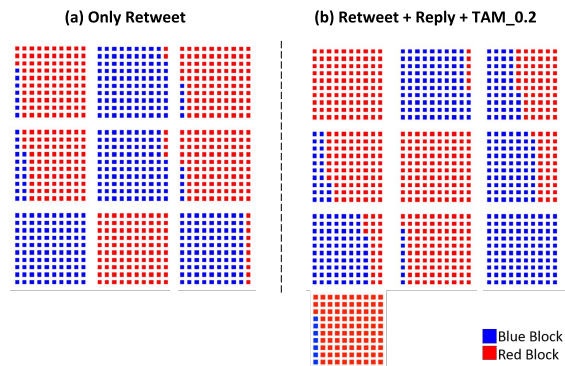 (a) Only Retweet
(b) Retweet + Reply + TAM_0.2
Blue Block
Red Block